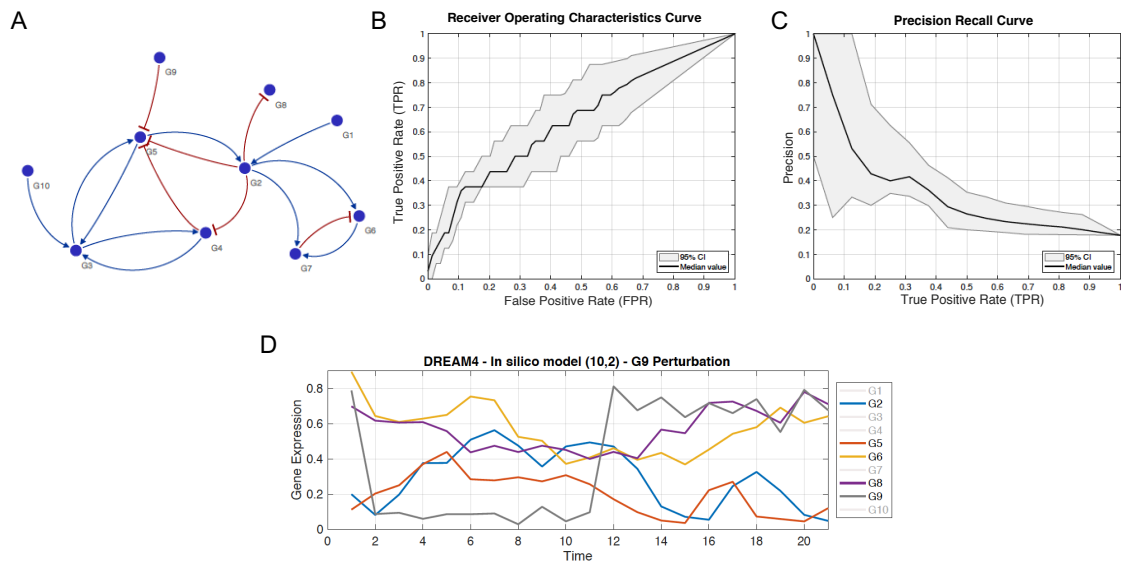 A
G9
G8
G1
G5
G2
G10
G6
G4
G3
G7
B
Receiver Operating Characteristics Curve
True Positive Rate (TPR)
1
0.9
0.8
0.7
0.6
0.5
0.4
0.3
0.2
0.1
0
0 0.1 0.2 0.3 0.4 0.5 0.6 0.7 0.8 0.9 1
False Positive Rate (FPR)
95% CI
Median value
C
Precision Recall Curve
Precision
1
0.9
0.8
0.7
0.6
0.5
0.4
0.3
0.2
0.1
0
0 0.1 0.2 0.3 0.4 0.5 0.6 0.7 0.8 0.9 1
True Positive Rate (TPR)
95% CI
Median value
D
DREAM4 - In silico model (10,2) - G9 Perturbation
Gene Expression
0.8
0.6
0.4
0.2
0
0 2 4 6 8 10 12 14 16 18 20
Time
G1
G2
G3
G4
G5
G6
G7
G8
G9
G10